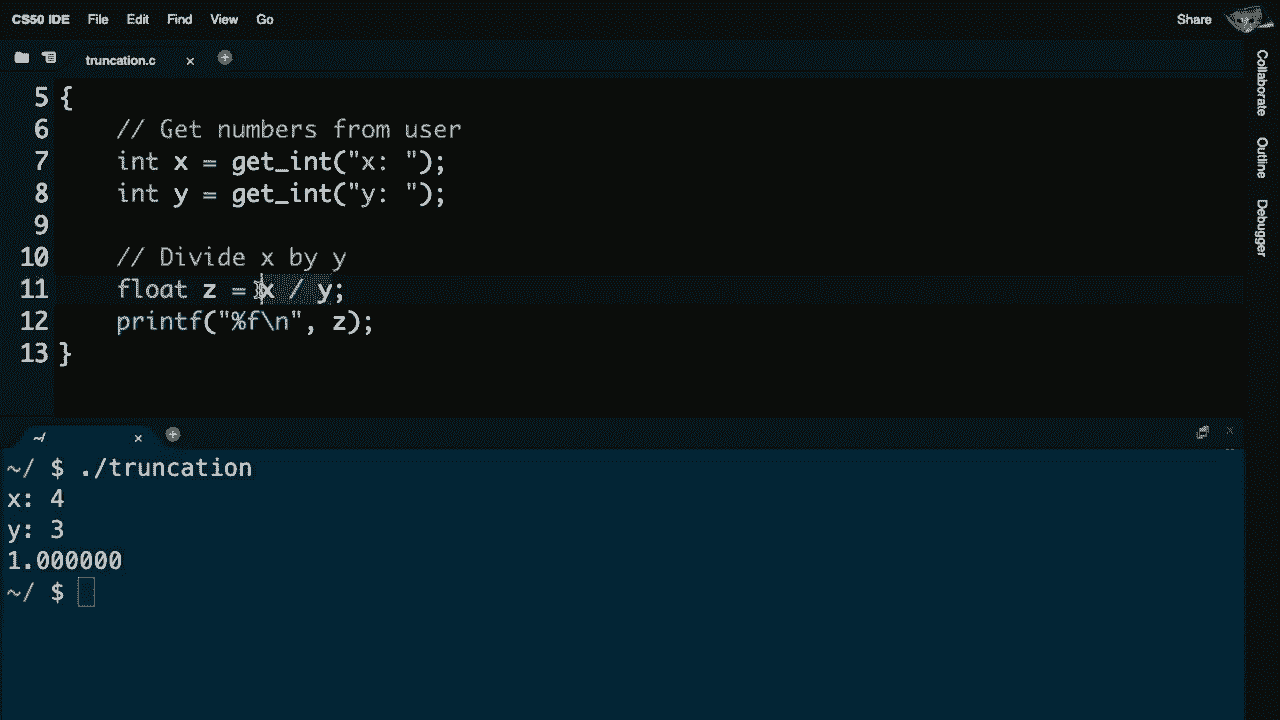 CS50 IDE File Edit Find View Go Share
truncation.c × +
5 {
6 // Get numbers from user
7 int x = get_int("x: ");
8 int y = get_int("y: ");
9
10 // Divide x by y
11 float z = x / y;
12 printf("%f\n", z);
13 }
Collaborate
Outline
Debugger
~/ × +
~/ $ ./truncation
x: 4
y: 3
1.000000
~/ $